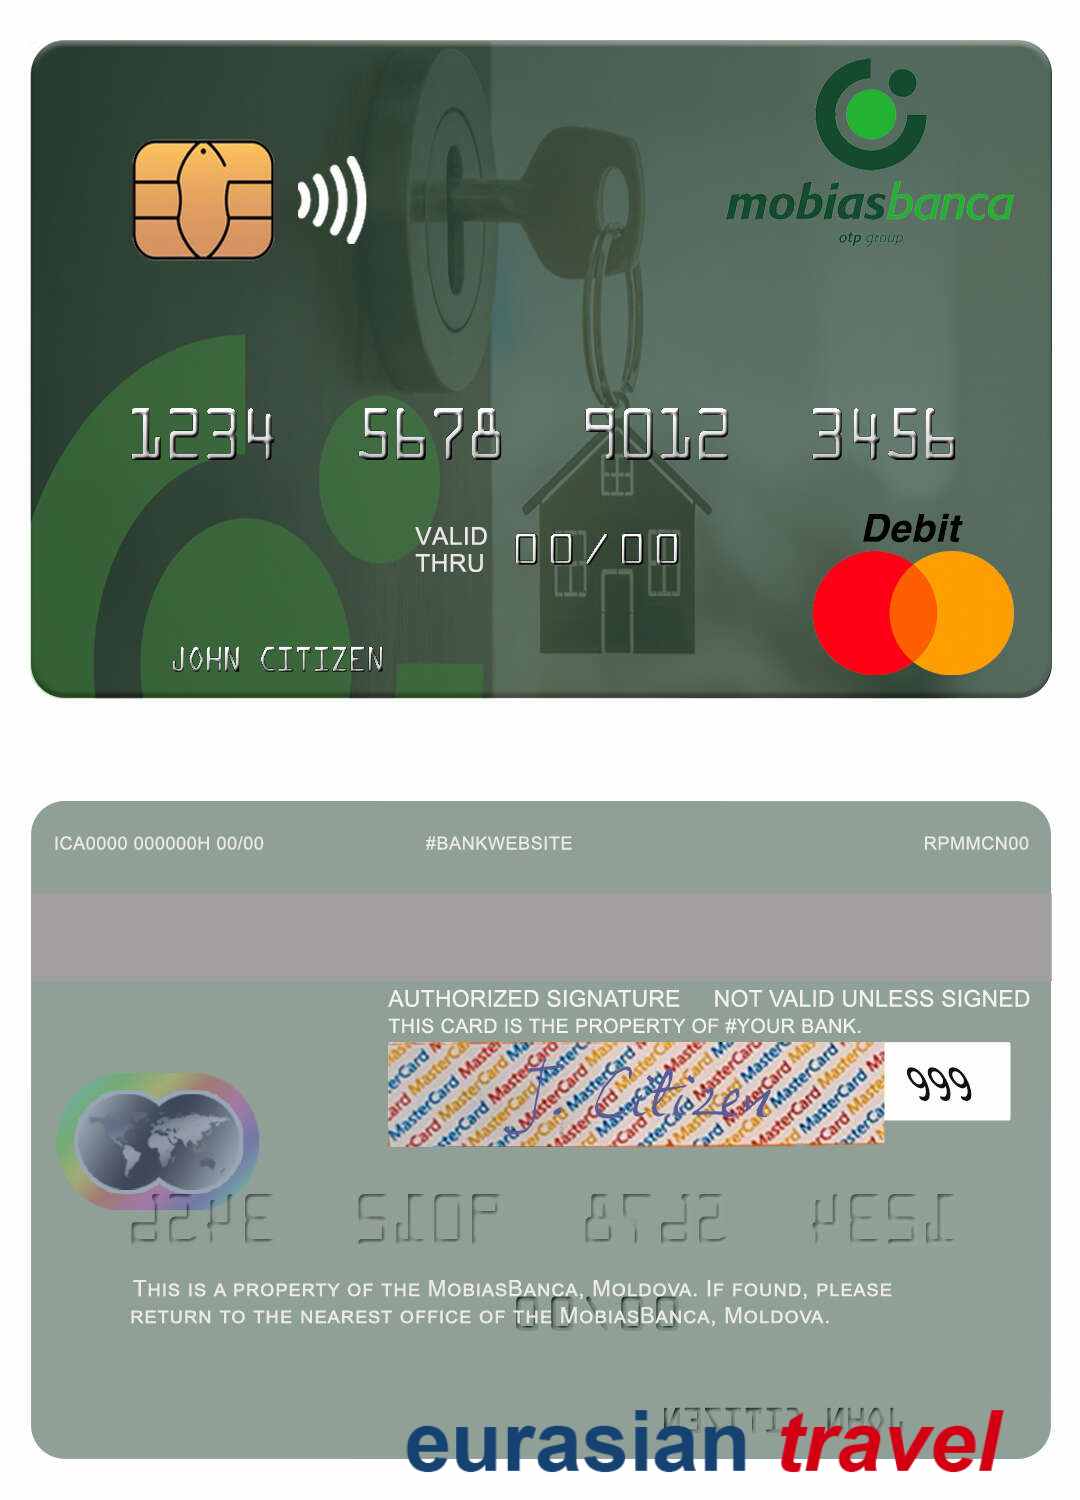 mobiasbanca
otp group
1234 5678 9012 3456
VALID THRU 00/00
Debit
JOHN CITIZEN
ICA0000 000000H 00/00 #BANKWEBSITE RPMMCN00
AUTHORIZED SIGNATURE NOT VALID UNLESS SIGNED
THIS CARD IS THE PROPERTY OF #YOUR BANK.
MasterCard MasterCard MasterCard
J. Citizen
999
THIS IS A PROPERTY OF THE MOBIASBANCA, MOLDOVA. IF FOUND, PLEASE
RETURN TO THE NEAREST OFFICE OF THE MOBIASBANCA, MOLDOVA.
eurasian travel